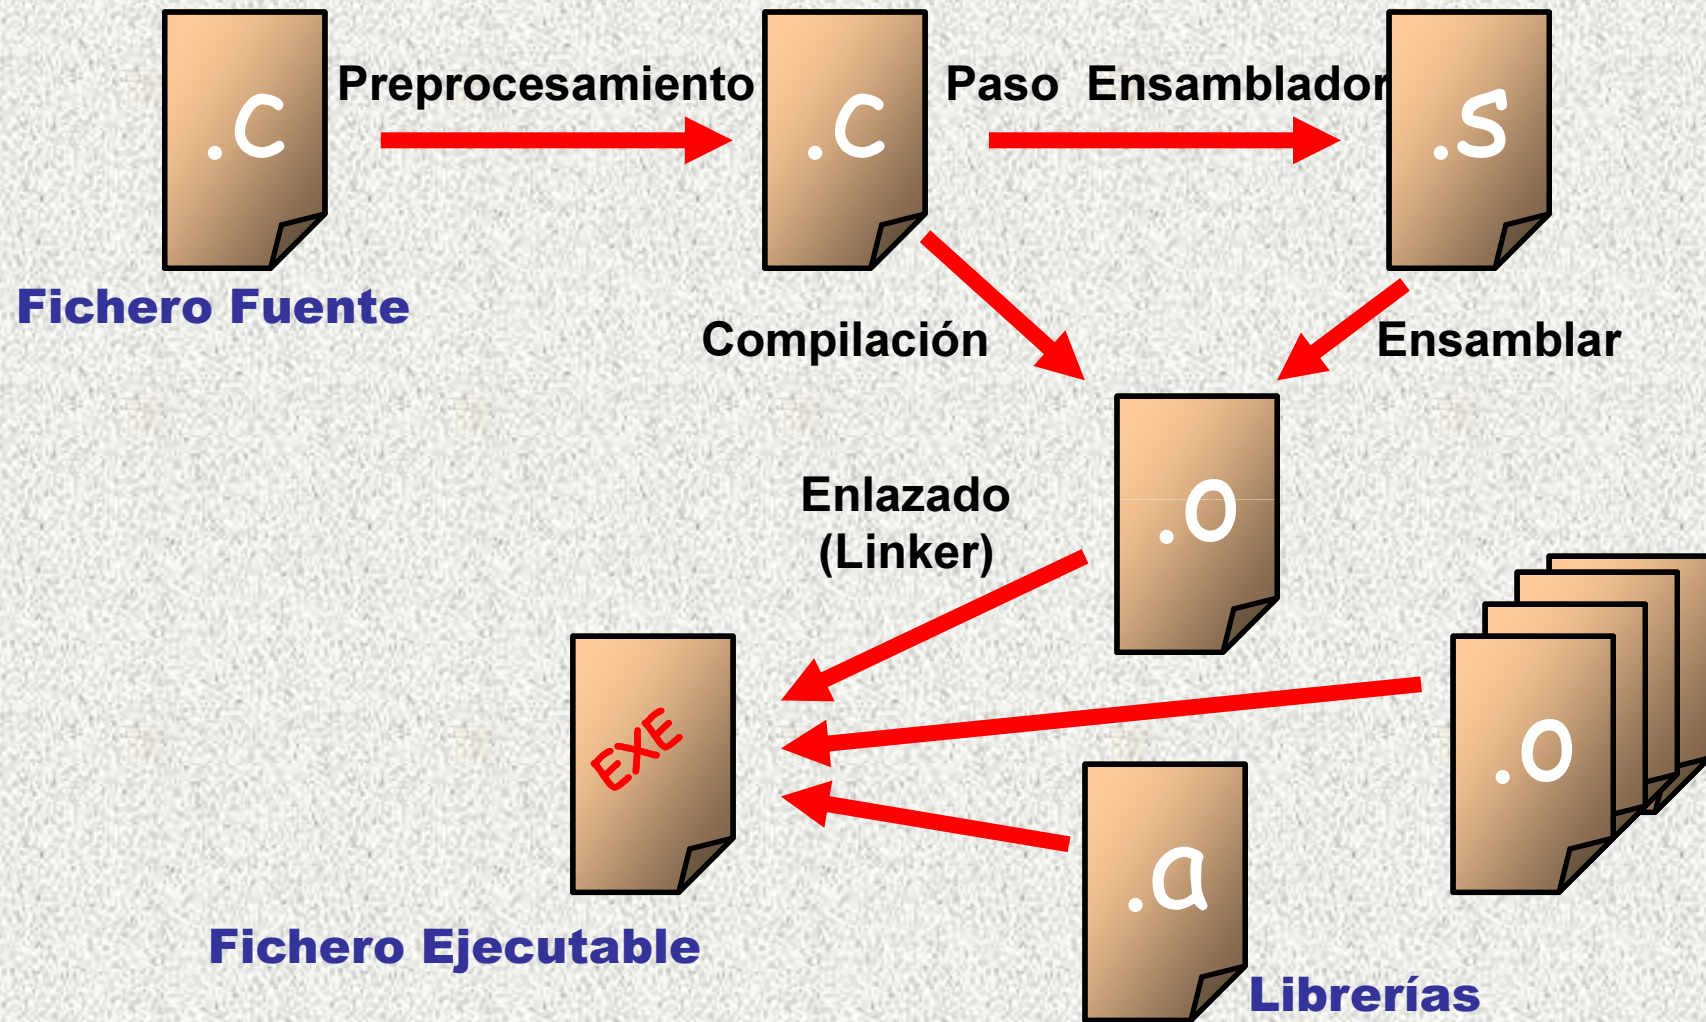 .C
Preprocesamiento
.C
Paso Ensamblador
.S
Fichero Fuente
Compilación
Ensamblar
.O
Enlazado
(Linker)
EXE
.O
.a
Fichero Ejecutable
Librerías